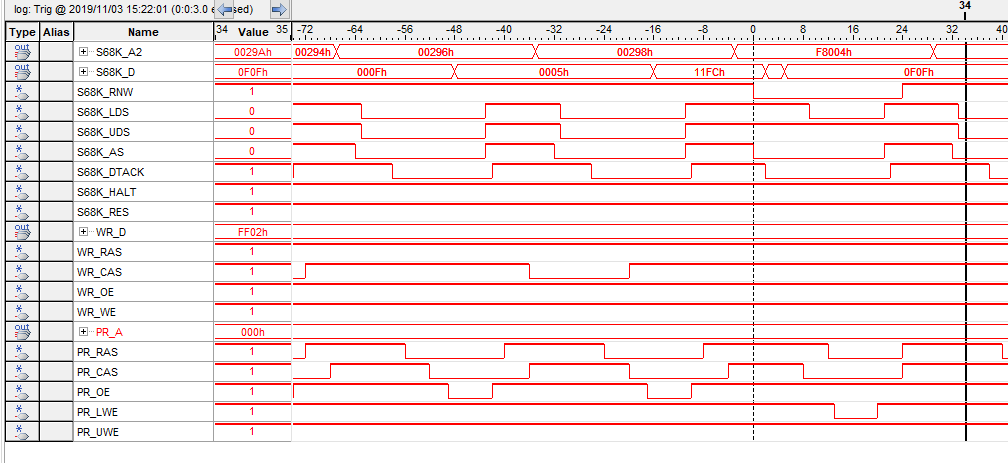 log: Trig @ 2019/11/03 15:22:01 (0:0:3.0 e sed)
34
Type Alias Name 34 Value 35 -72 -64 -56 -48 -40 -32 -24 -16 -8 0 8 16 24 32 40
out S68K_A2 0029Ah 00294h 00296h 00298h F8004h
out S68K_D 0F0Fh 000Fh 0005h 11FCh 0F0Fh
* S68K_RNW 1
* S68K_LDS 0
* S68K_UDS 0
* S68K_AS 0
* S68K_DTACK 1
* S68K_HALT 1
* S68K_RES 1
out WR_D FF02h
* WR_RAS 1
* WR_CAS 1
* WR_OE 1
* WR_WE 1
out PR_A 000h
* PR_RAS 1
* PR_CAS 1
* PR_OE 1
* PR_LWE 1
* PR_UWE 1